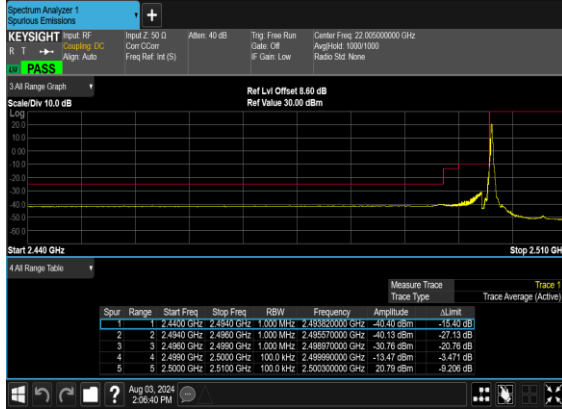 Spectrum Analyzer 1
Spurious Emissions
KEYSIGHT Input: RF Input Z: 50 Ω Atten: 40 dB Trig: Free Run Center Freq: 22.005000000 GHz
R T Coupling: DC Corr CCorr Gate: Off Avg|Hold: 1000/1000
Align: Auto Freq Ref: Int (S) IF Gain: Low Radio Std: None
PASS
3 All Range Graph
Ref Lvl Offset 8.60 dB
Scale/Div 10.0 dB Ref Value 30.00 dBm
Log
20.0
10.0
0.00
-10.0
-20.0
-30.0
-40.0
-50.0
-60.0
Start 2.440 GHz Stop 2.510 GH
4 All Range Table
Measure Trace Trace 1
Trace Type Trace Average (Active)
Spur Range Start Freq Stop Freq RBW Frequency Amplitude ΔLimit
1 1 2.4400 GHz 2.4940 GHz 1.000 MHz 2.493820000 GHz -40.40 dBm -15.40 dB
2 2 2.4940 GHz 2.4960 GHz 1.000 MHz 2.495570000 GHz -40.13 dBm -27.13 dB
3 3 2.4960 GHz 2.4990 GHz 1.000 MHz 2.498970000 GHz -30.76 dBm -20.76 dB
4 4 2.4990 GHz 2.5000 GHz 100.0 kHz 2.499990000 GHz -13.47 dBm -3.471 dB
5 5 2.5000 GHz 2.5100 GHz 100.0 kHz 2.500300000 GHz 20.79 dBm -9.206 dB
? Aug 03, 2024
2:06:40 PM